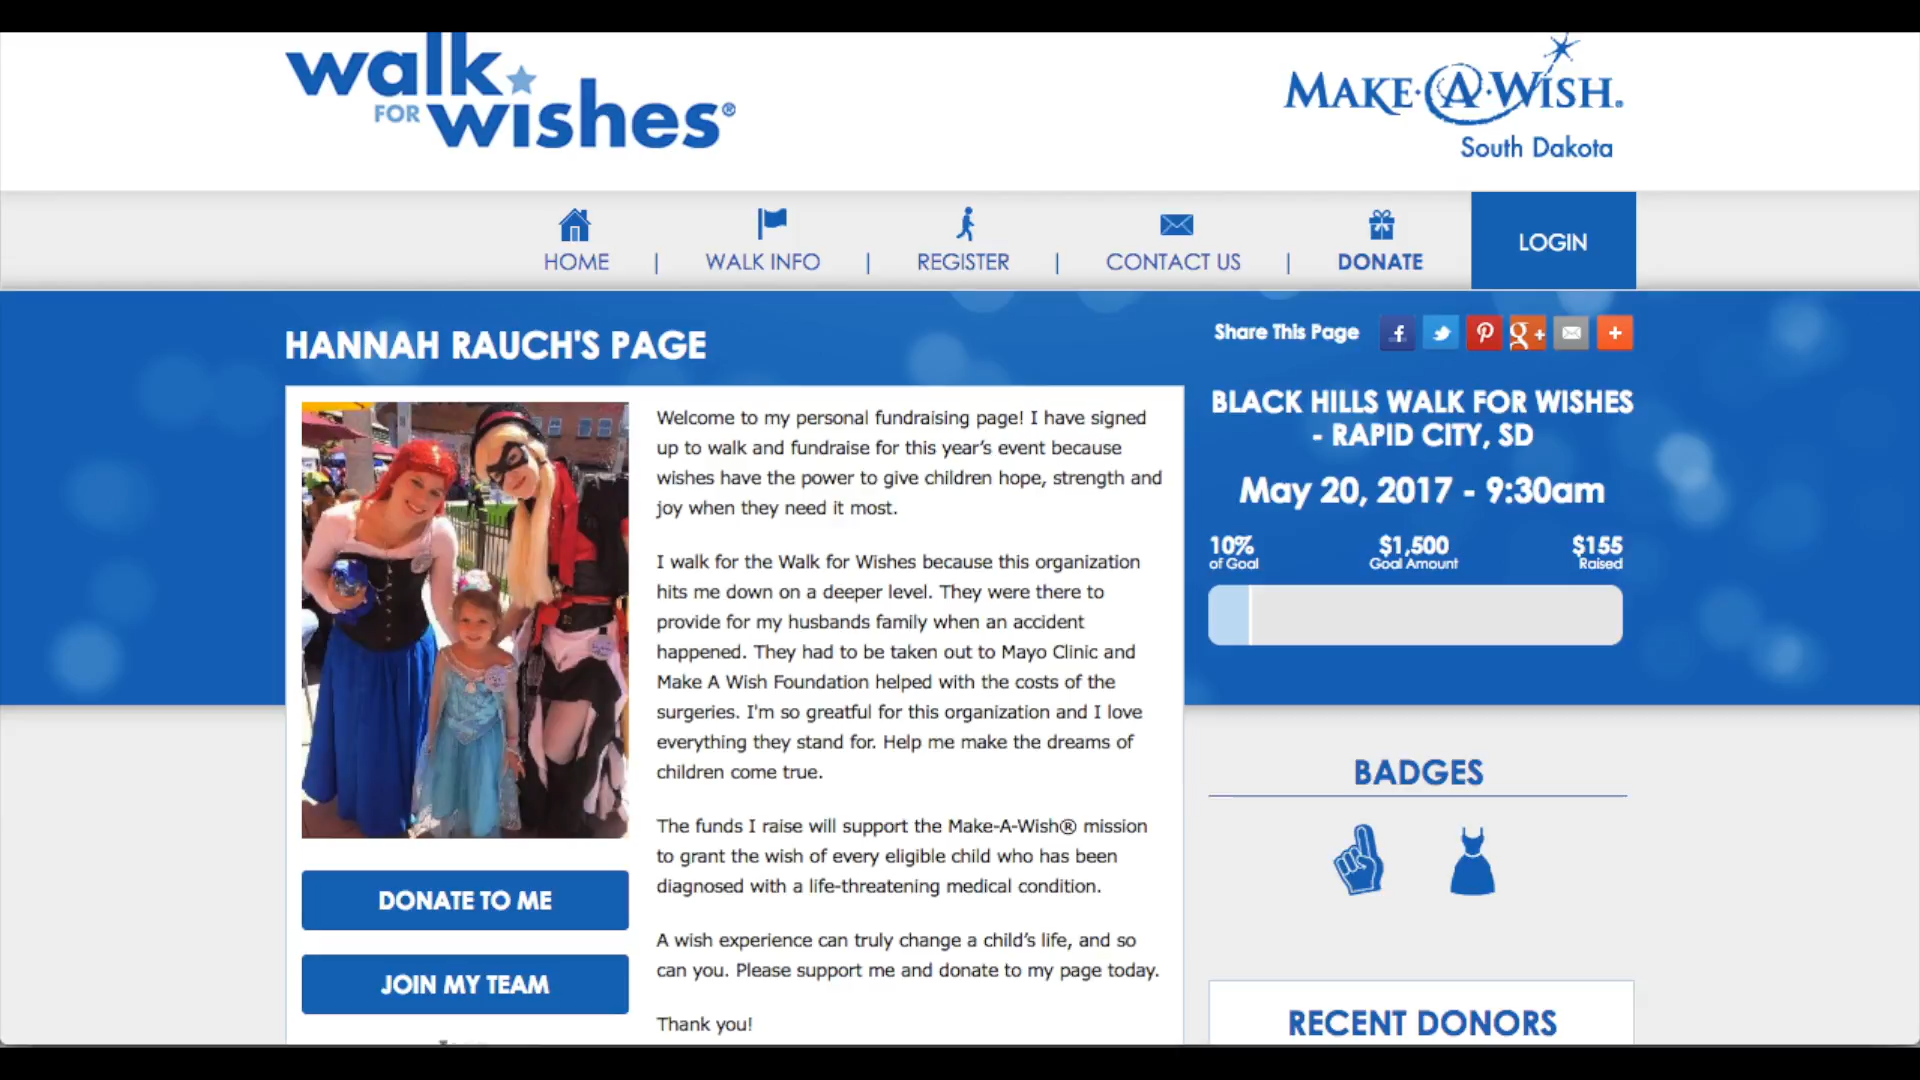 walk
FOR
wishes®
MAKE·A·WISH®
South Dakota
HOME | WALK INFO | REGISTER | CONTACT US | DONATE
LOGIN
HANNAH RAUCH'S PAGE
Share This Page
Welcome to my personal fundraising page! I have signed
up to walk and fundraise for this year’s event because
wishes have the power to give children hope, strength and
joy when they need it most.
I walk for the Walk for Wishes because this organization
hits me down on a deeper level. They were there to
provide for my husbands family when an accident
happened. They had to be taken out to Mayo Clinic and
Make A Wish Foundation helped with the costs of the
surgeries. I'm so greatful for this organization and I love
everything they stand for. Help me make the dreams of
children come true.
The funds I raise will support the Make-A-Wish® mission
to grant the wish of every eligible child who has been
diagnosed with a life-threatening medical condition.
A wish experience can truly change a child’s life, and so
can you. Please support me and donate to my page today.
Thank you!
DONATE TO ME
JOIN MY TEAM
BLACK HILLS WALK FOR WISHES
- RAPID CITY, SD
May 20, 2017 - 9:30am
10% $1,500 $155
of Goal Goal Amount Raised
BADGES
RECENT DONORS